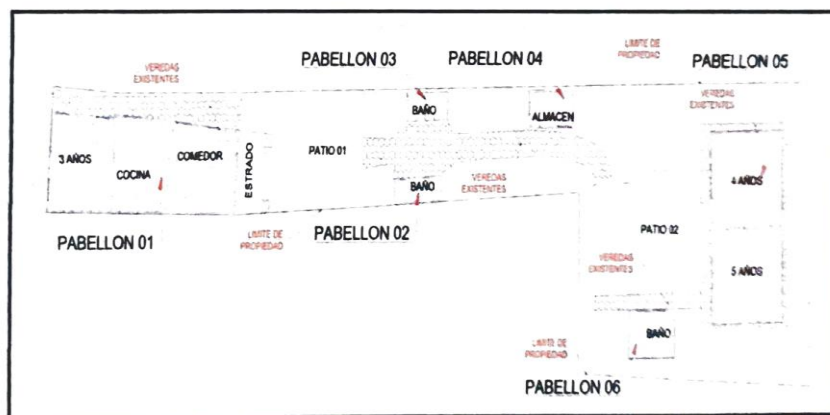 PABELLON 03
PABELLON 04
LIMITE DE
PROPIEDAD
PABELLON 05
VEREDAS
EXISTENTES
BAÑO
ALMACEN
VEREDAS
EXISTENTES
3 AÑOS
COCINA
COMEDOR
ESTRADO
PATIO 01
BAÑO
VEREDAS
EXISTENTES
4 AÑOS
PABELLON 01
LIMITE DE
PROPIEDAD
PABELLON 02
PATIO 02
VEREDAS
EXISTENTES
5 AÑOS
BAÑO
LIMITE DE
PROPIEDAD
PABELLON 06